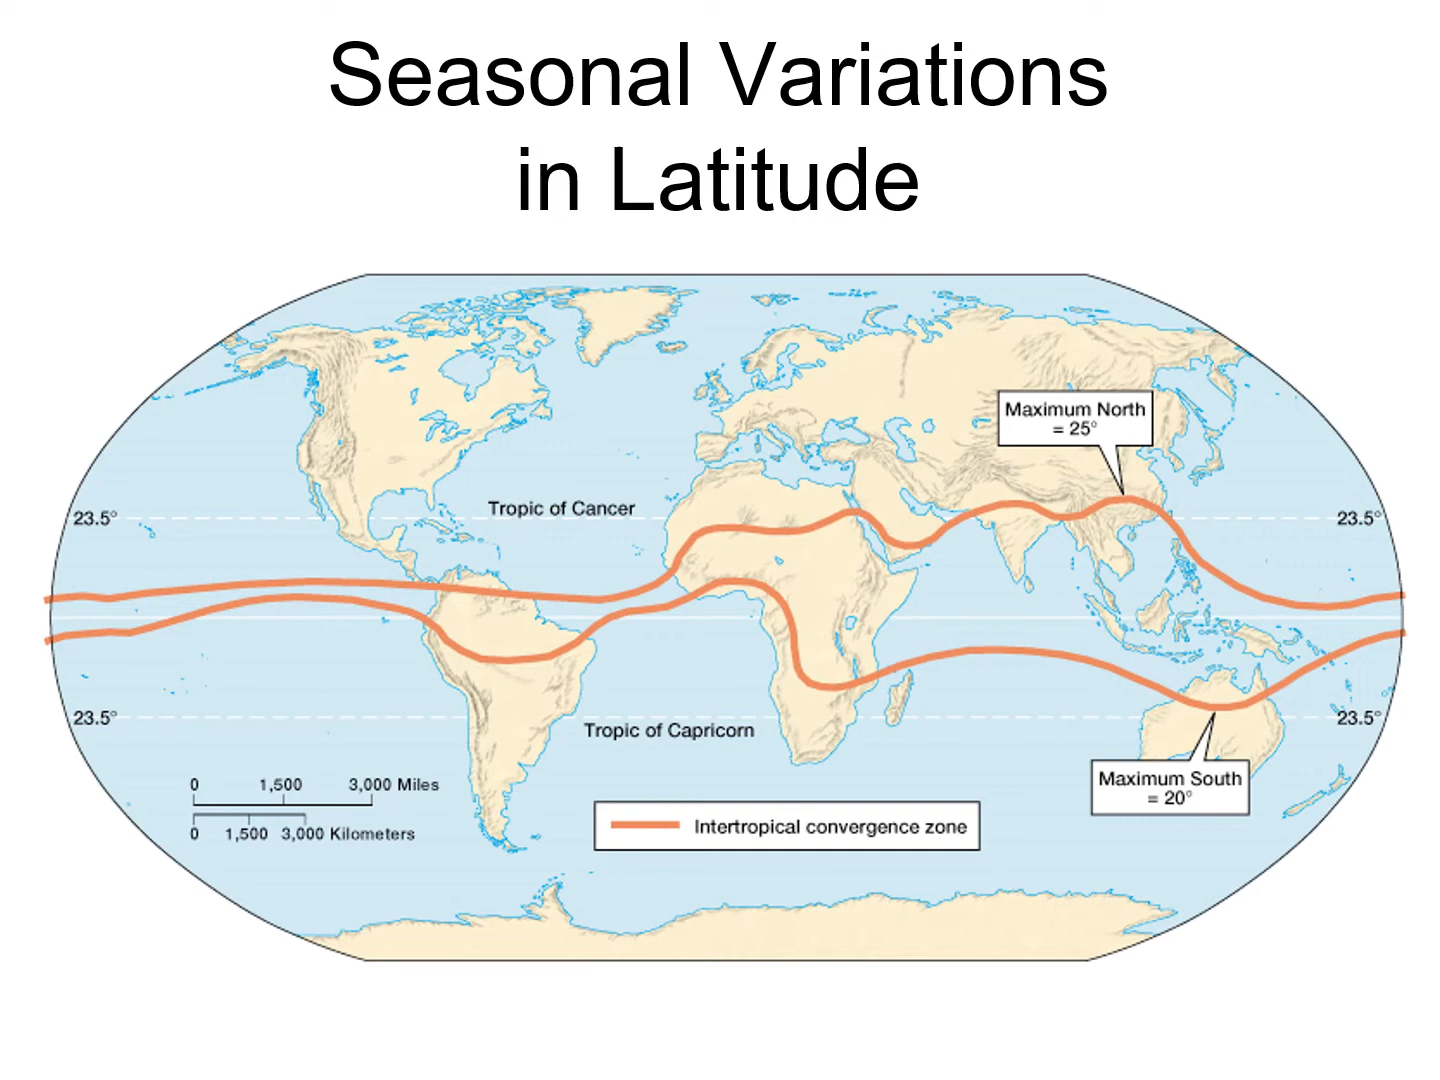 Seasonal Variations
in Latitude
Maximum North
= 25°
Tropic of Cancer
23.5°
23.5°
23.5°
23.5°
Tropic of Capricorn
Maximum South
= 20°
0 1,500 3,000 Miles
0 1,500 3,000 Kilometers
Intertropical convergence zone